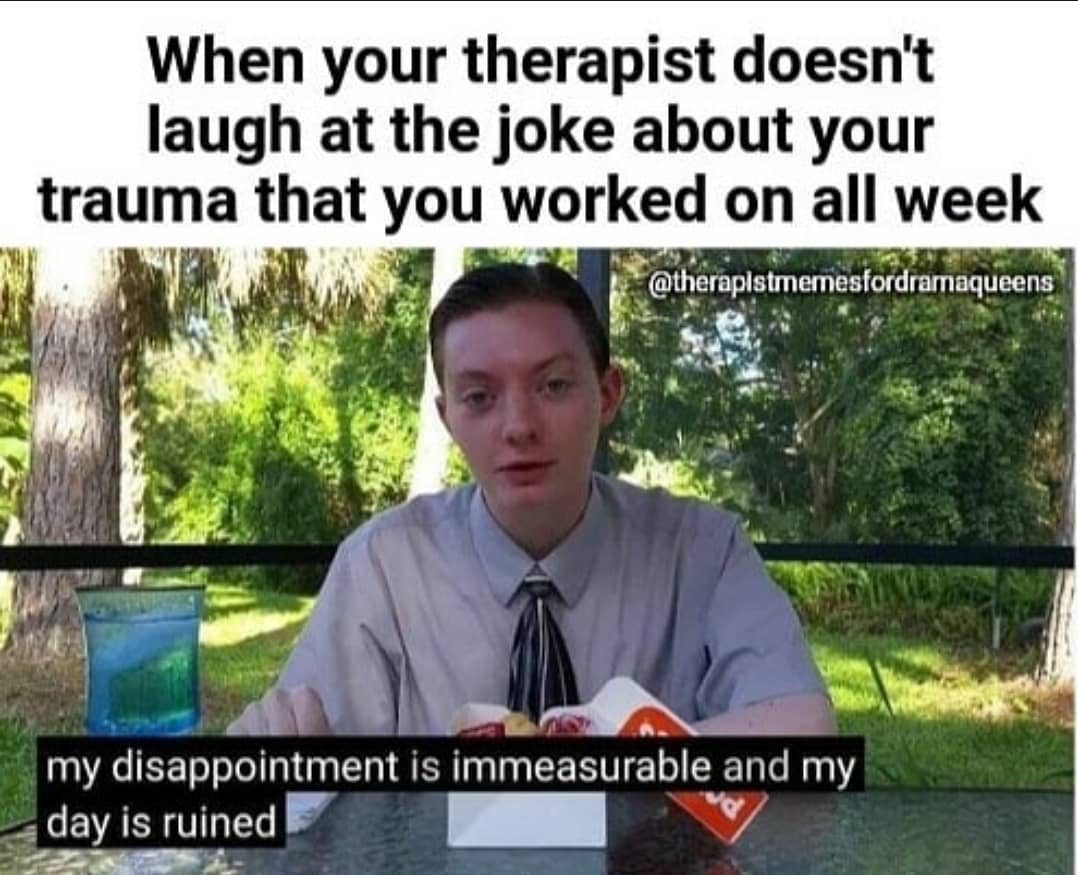 When your therapist doesn't
laugh at the joke about your
trauma that you worked on all week
@therapistmemesfordramaqueens
my disappointment is immeasurable and my
day is ruined